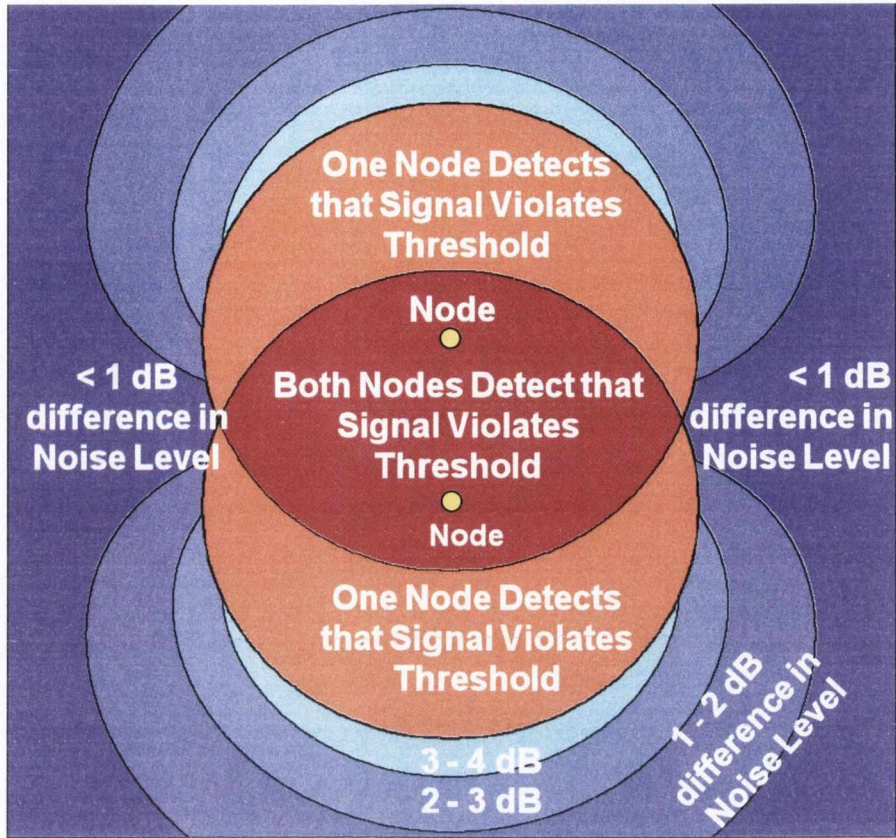 One Node Detects
that Signal Violates
Threshold
Node
< 1 dB
difference in
Noise Level
Both Nodes Detect that
Signal Violates
Threshold
< 1 dB
difference in
Noise Level
Node
One Node Detects
that Signal Violates
Threshold
1 - 2 dB
difference in
Noise Level
3 - 4 dB
2 - 3 dB